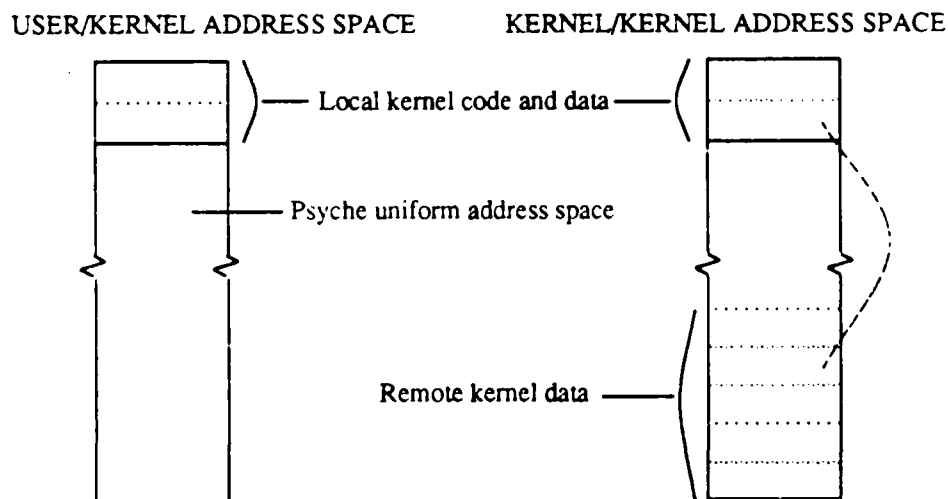 USER/KERNEL ADDRESS SPACE
KERNEL/KERNEL ADDRESS SPACE
Local kernel code and data
Psyche uniform address space
Remote kernel data